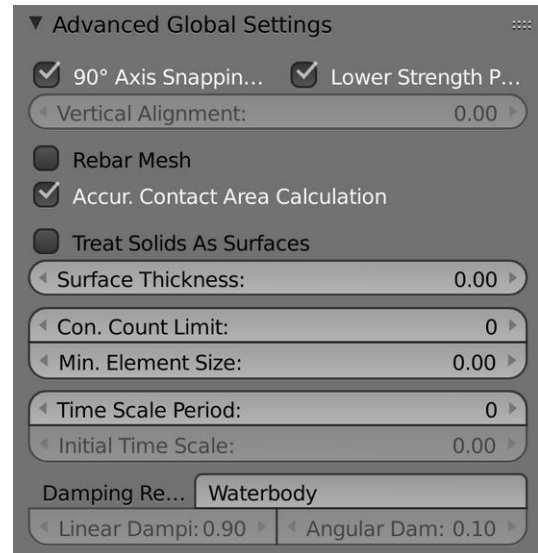 Advanced Global Settings
90° Axis Snappin... Lower Strength P...
Vertical Alignment: 0.00
Rebar Mesh
Accur. Contact Area Calculation
Treat Solids As Surfaces
Surface Thickness: 0.00
Con. Count Limit: 0
Min. Element Size: 0.00
Time Scale Period: 0
Initial Time Scale: 0.00
Damping Re... Waterbody
Linear Dampi: 0.90 Angular Dam: 0.10